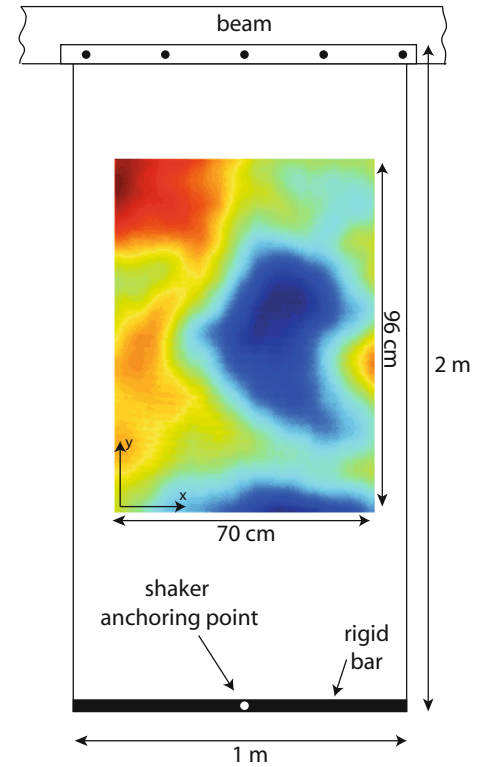 beam
96 cm
2 m
y
x
70 cm
shaker
anchoring point
rigid
bar
1 m